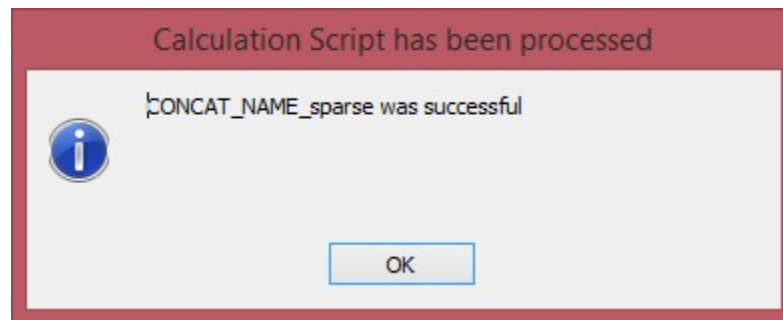 Calculation Script has been processed
CONCAT_NAME_sparse was successful
OK